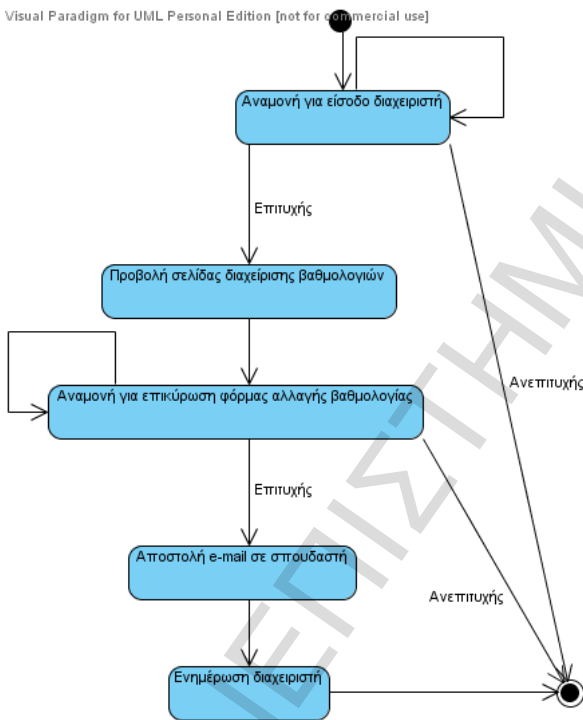 Visual Paradigm for UML Personal Edition [not for commercial use]
Αναμονή για είσοδο διαχειριστή
Επιτυχής
Προβολή σελίδας διαχείρισης βαθμολογιών
Ανεπιτυχής
Αναμονή για επικύρωση φόρμας αλλαγής βαθμολογίας
Επιτυχής
Αποστολή e-mail σε σπουδαστή
Ανεπιτυχής
Ενημέρωση διαχειριστή